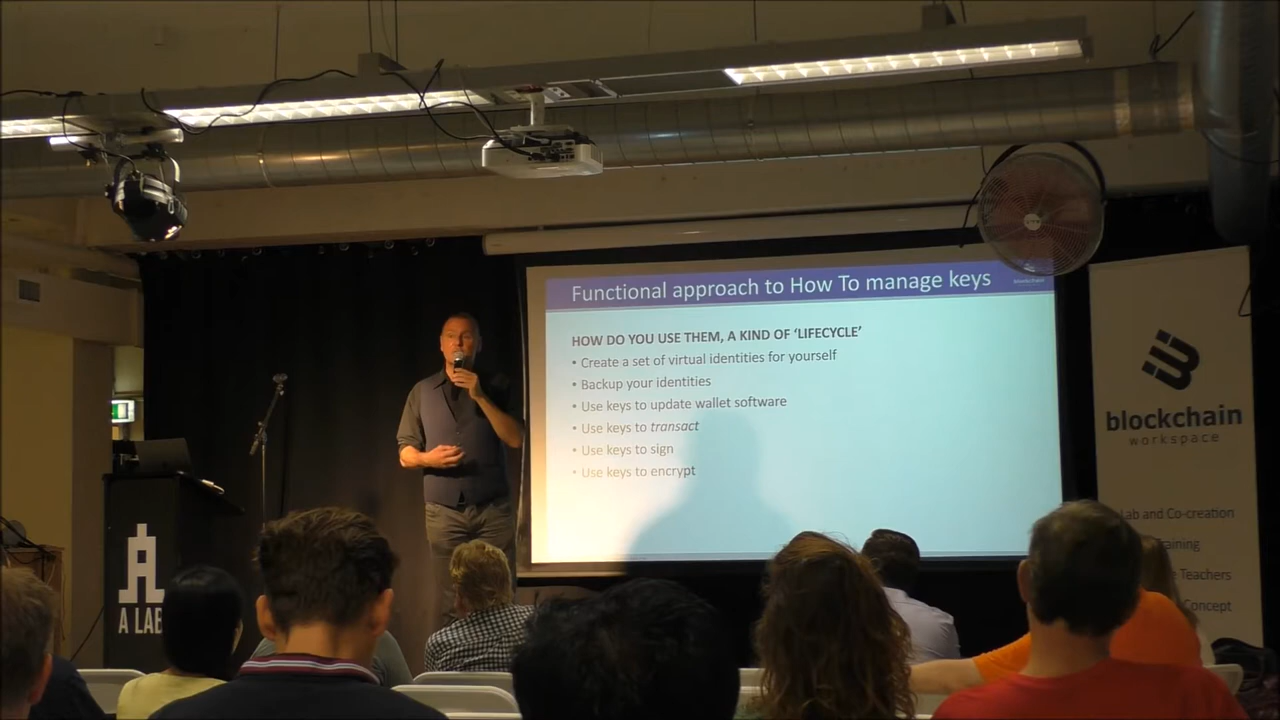 Functional approach to How To manage keys
blockchain
HOW DO YOU USE THEM, A KIND OF ‘LIFECYCLE’
• Create a set of virtual identities for yourself
• Backup your identities
• Use keys to update wallet software
• Use keys to transact
• Use keys to sign
• Use keys to encrypt
blockchain
workspace
Lab and Co-creation
Training
Teachers
Concept
A LAB